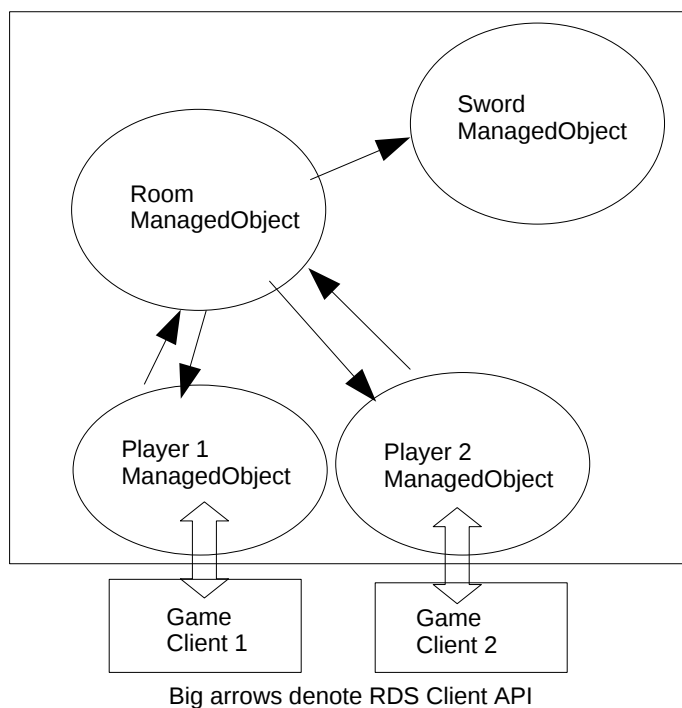 Sword
ManagedObject
Room
ManagedObject
Player 1
ManagedObject
Player 2
ManagedObject
Game
Client 1
Game
Client 2
Big arrows denote RDS Client API